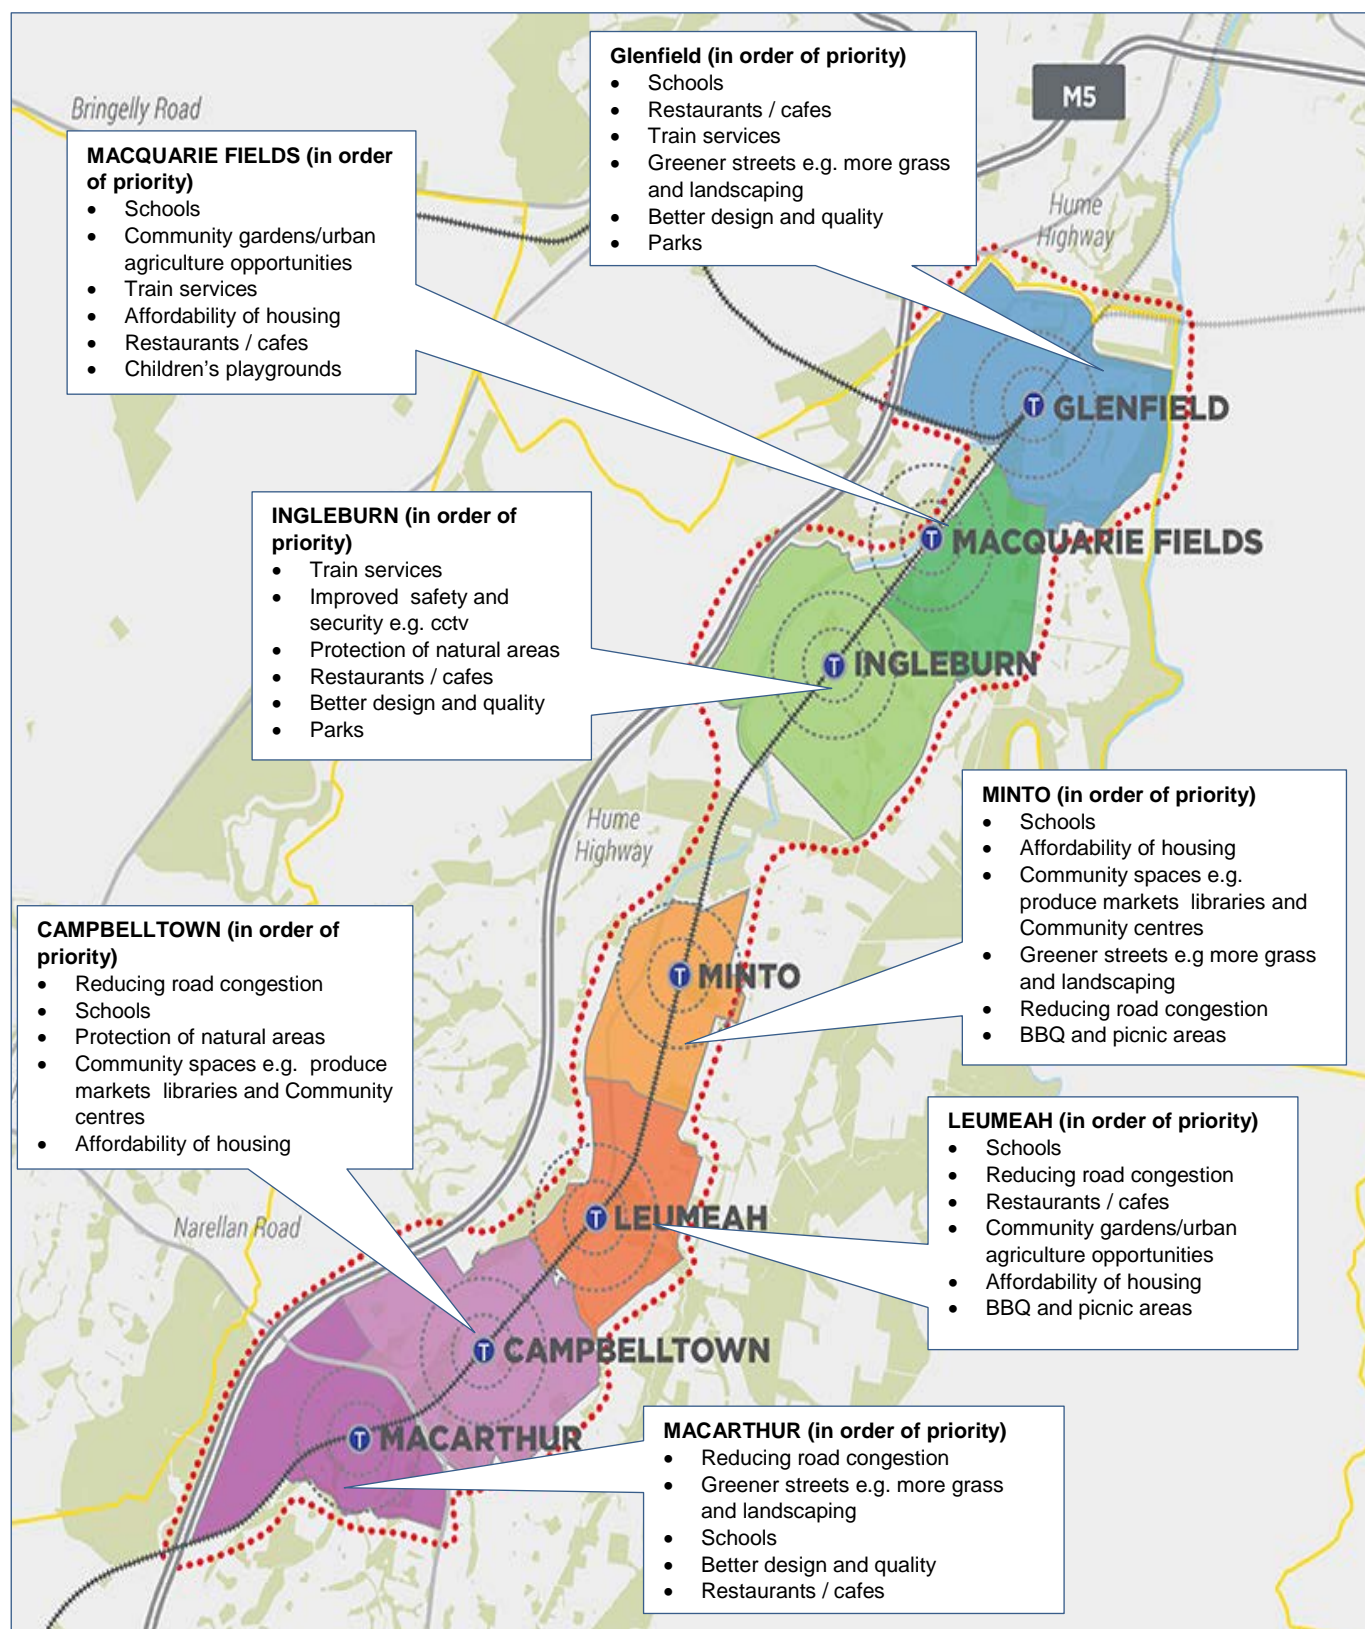 Glenfield (in order of priority)
• Schools
• Restaurants / cafes
• Train services
• Greener streets e.g. more grass
and landscaping
• Better design and quality
• Parks
M5
Bringelly Road
MACQUARIE FIELDS (in order
of priority)
• Schools
• Community gardens/urban
agriculture opportunities
• Train services
• Affordability of housing
• Restaurants / cafes
• Children's playgrounds
Hume
Highway
T GLENFIELD
T MACQUARIE FIELDS
INGLEBURN (in order of
priority)
• Train services
• Improved  safety and
security e.g. cctv
• Protection of natural areas
• Restaurants / cafes
• Better design and quality
• Parks
T INGLEBURN
Hume
Highway
MINTO (in order of priority)
• Schools
• Affordability of housing
• Community spaces e.g.
produce markets  libraries and
Community centres
• Greener streets e.g more grass
and landscaping
• Reducing road congestion
• BBQ and picnic areas
T MINTO
CAMPBELLTOWN (in order of
priority)
• Reducing road congestion
• Schools
• Protection of natural areas
• Community spaces e.g.  produce
markets  libraries and Community
centres
• Affordability of housing
LEUMEAH (in order of priority)
• Schools
• Reducing road congestion
• Restaurants / cafes
• Community gardens/urban
agriculture opportunities
• Affordability of housing
• BBQ and picnic areas
T LEUMEAH
Narellan Road
T CAMPBELLTOWN
T MACARTHUR
MACARTHUR (in order of priority)
• Reducing road congestion
• Greener streets e.g. more grass
and landscaping
• Schools
• Better design and quality
• Restaurants / cafes